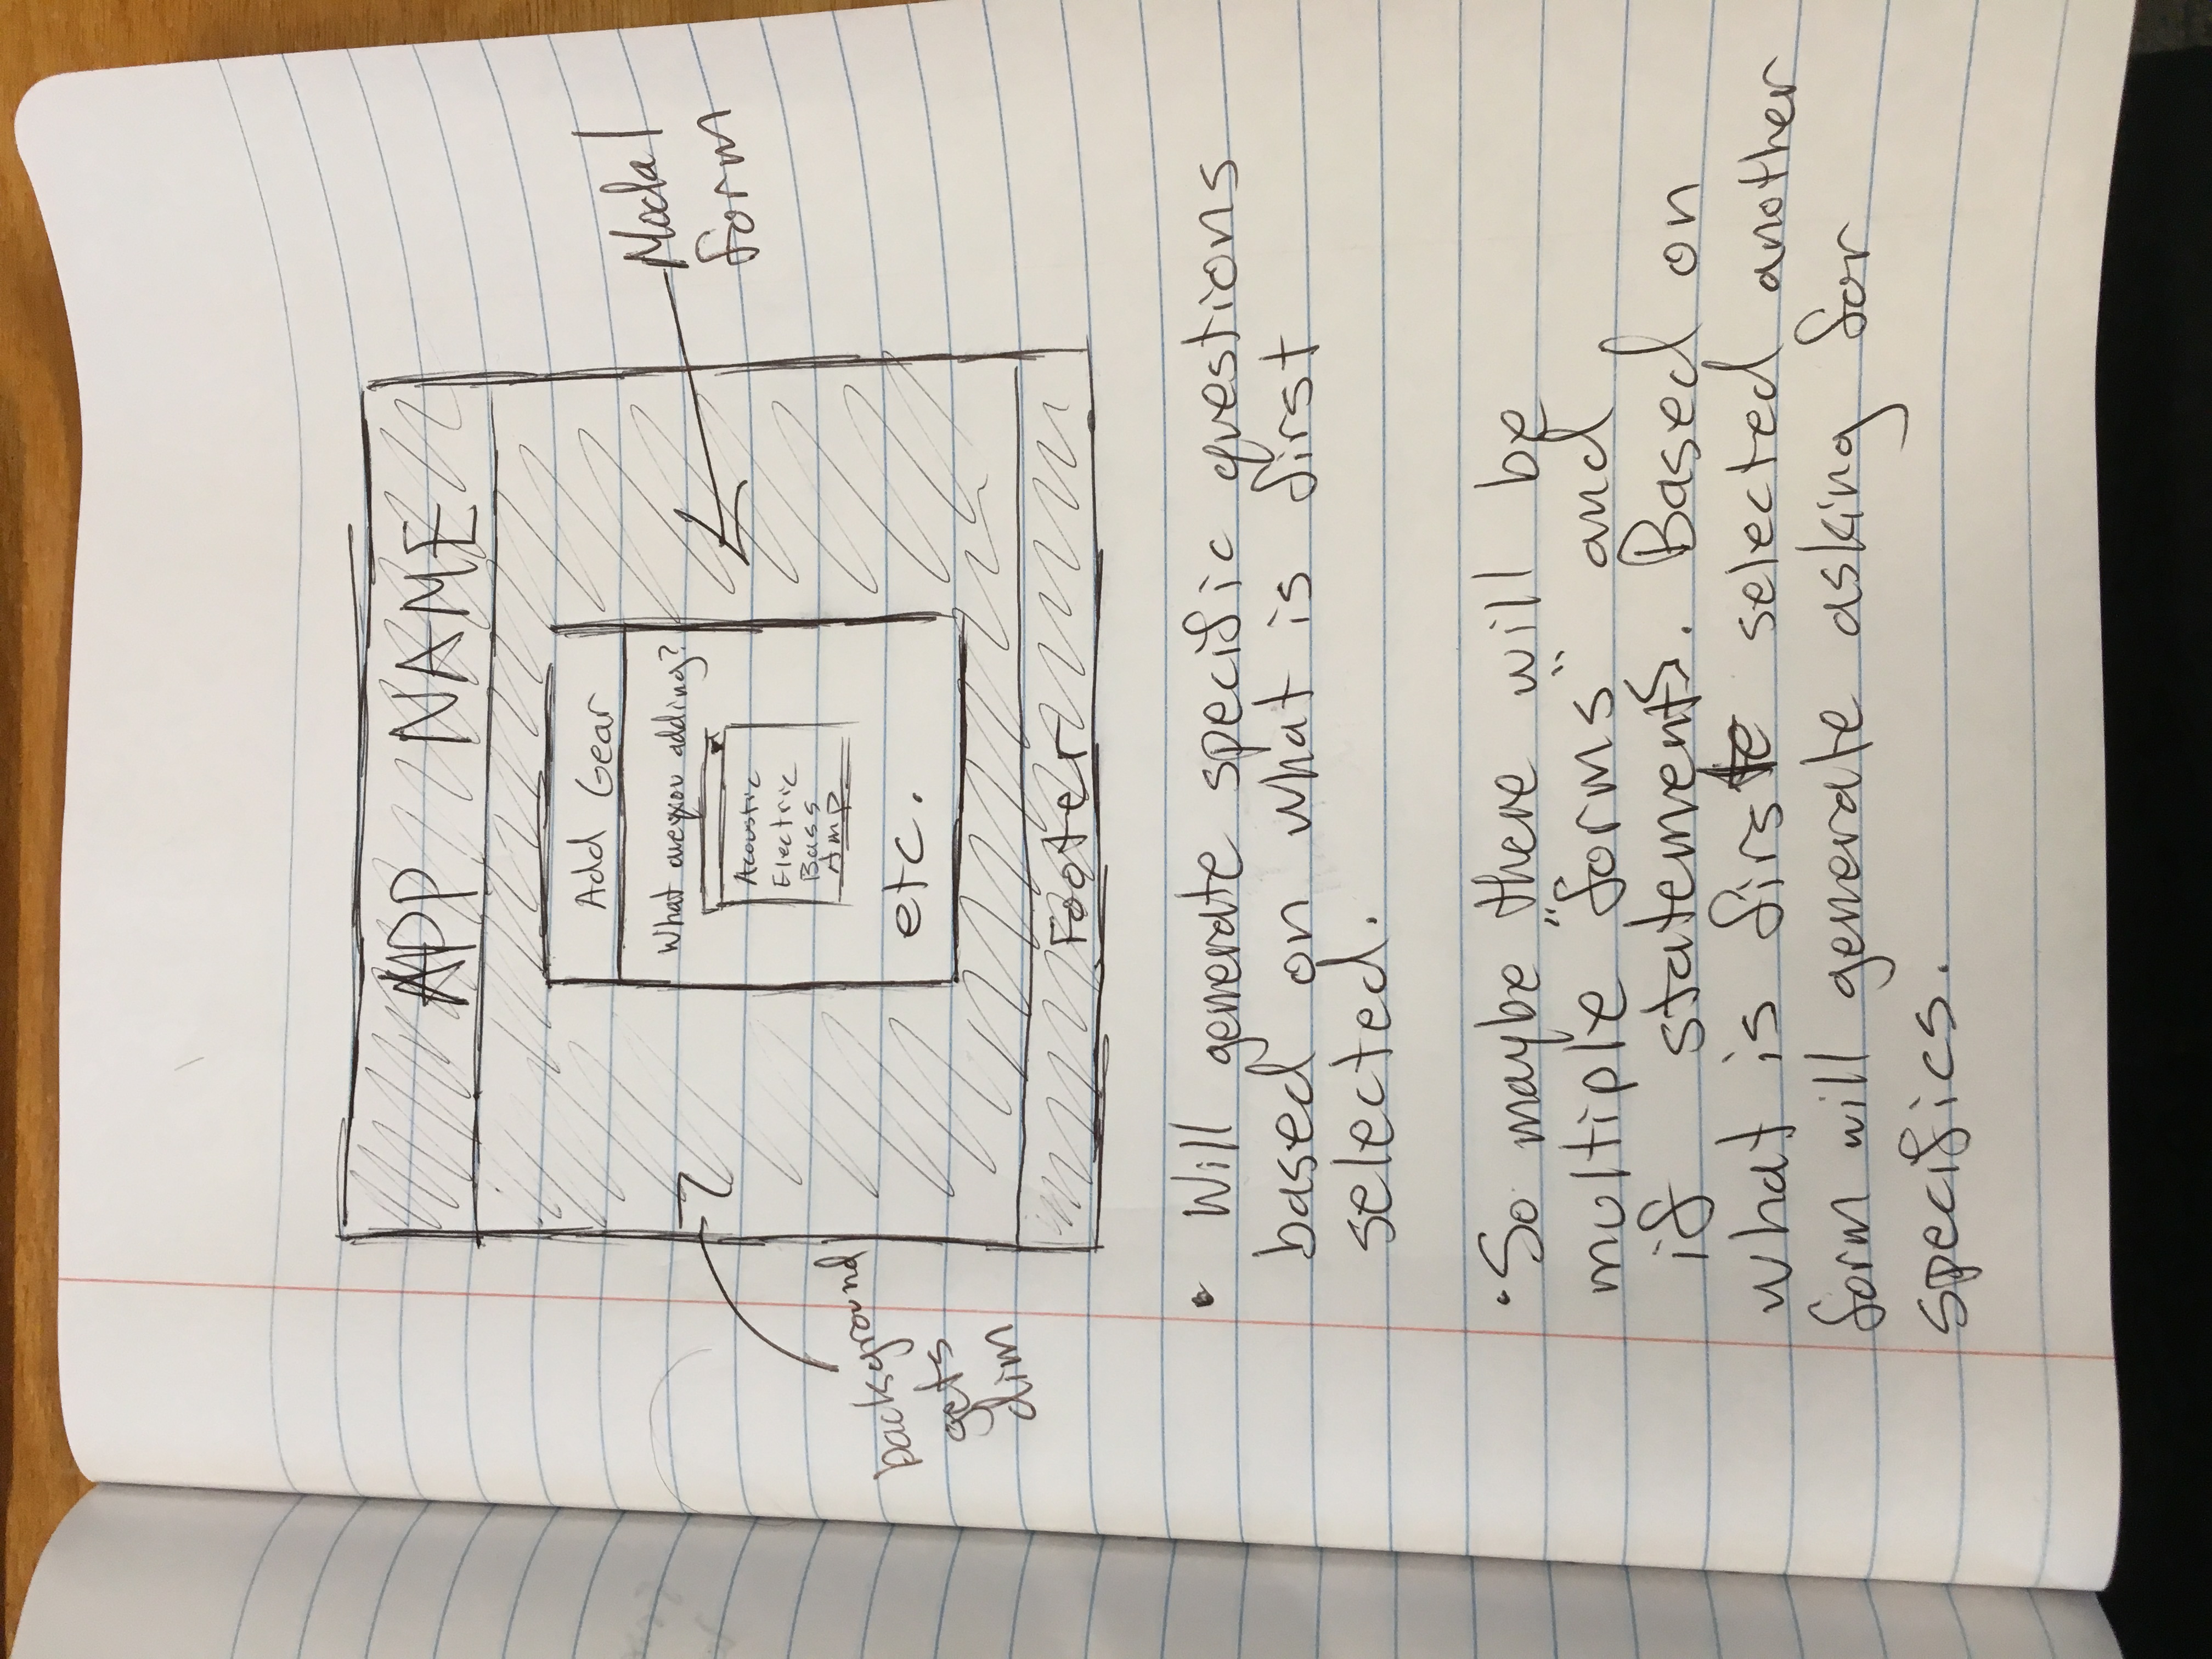 APP NAME
Add Gear
What are you adding?
Acoustic
Electric
Bass
Amp
etc.
Modal
form
background
gets
dim
Footer
• Will generate specific questions
based on what is first
selected.
• So maybe there will be
multiple "forms" and
if statements. Based on
what is first selected another
form will generate asking for
specifics.